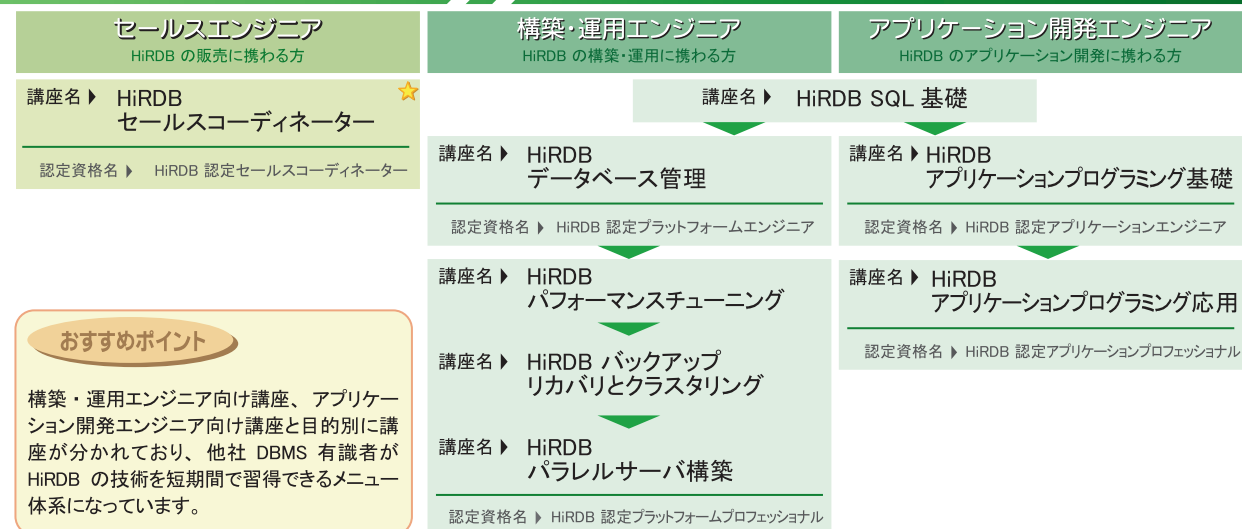 セールスエンジニア
HiRDB の販売に携わる方
講座名 HiRDB
セールスコーディネーター
認定資格名 HiRDB 認定セールスコーディネーター
おすすめポイント
構築・運用エンジニア向け講座、アプリケー
ション開発エンジニア向け講座と目的別に講
座が分かれており、他社 DBMS 有識者が
HiRDB の技術を短期間で習得できるメニュー
体系になっています。
構築・運用エンジニア
HiRDB の構築・運用に携わる方
アプリケーション開発エンジニア
HiRDB のアプリケーション開発に携わる方
講座名 HiRDB SQL 基礎
講座名 HiRDB
データベース管理
認定資格名 HiRDB 認定プラットフォームエンジニア
講座名 HiRDB
パフォーマンスチューニング
講座名 HiRDB バックアップ
リカバリとクラスタリング
講座名 HiRDB
パラレルサーバ構築
認定資格名 HiRDB 認定プラットフォームプロフェッショナル
講座名 HiRDB
アプリケーションプログラミング基礎
認定資格名 HiRDB 認定アプリケーションエンジニア
講座名 HiRDB
アプリケーションプログラミング応用
認定資格名 HiRDB 認定アプリケーションプロフェッショナル